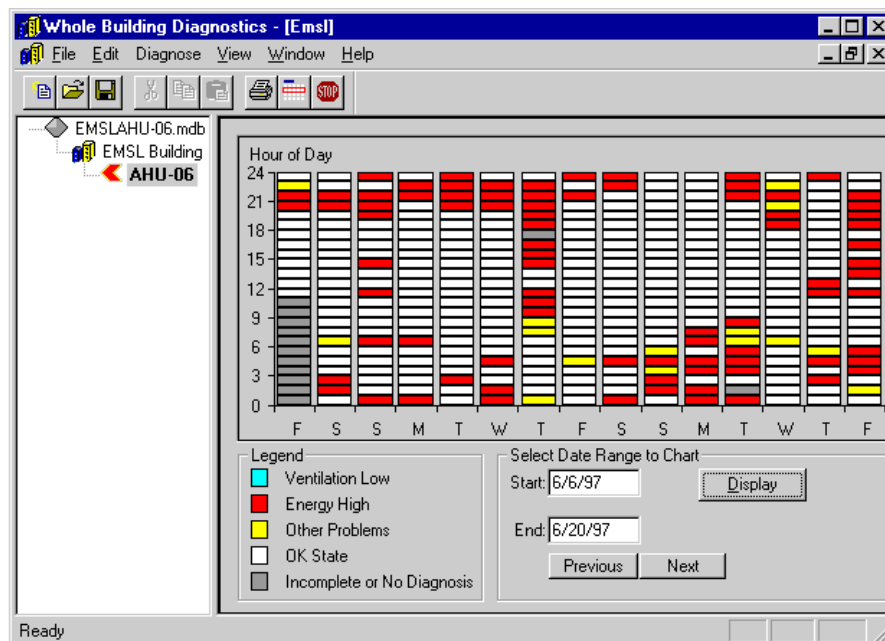 Whole Building Diagnostics - [Emsl]
File Edit Diagnose View Window Help
STOP
EMSLAHU-06.mdb
EMSL Building
AHU-06
Hour of Day
24
21
18
15
12
9
6
3
0
F S S M T W T F S S M T W T F
Legend
Ventilation Low
Energy High
Other Problems
OK State
Incomplete or No Diagnosis
Select Date Range to Chart
Start: 6/6/97
Display
End: 6/20/97
Previous Next
Ready